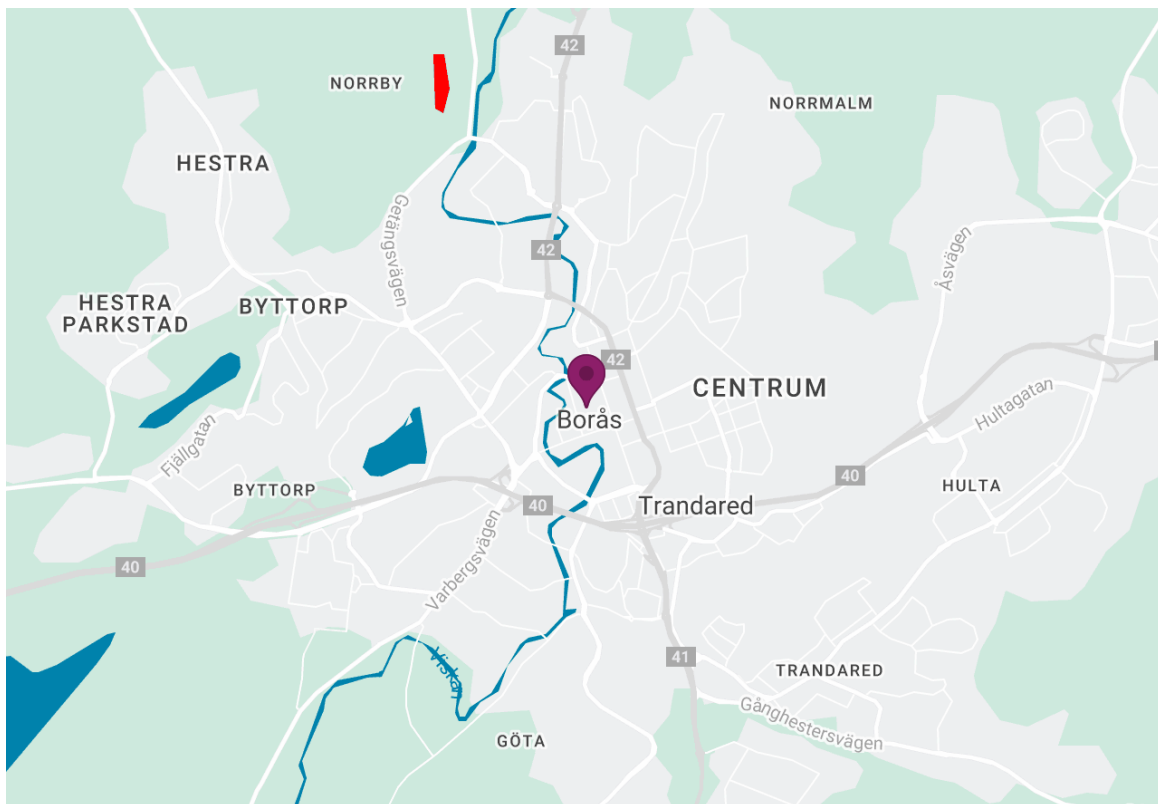 42
NORRBY
NORRMALM
HESTRA
Getängsvägen
42
Åsvägen
HESTRA
PARKSTAD
BYTTORP
42
CENTRUM
Hultagatan
Borås
Fjällgatan
40
BYTTORP
HULTA
40
Trandared
Varbergsvägen
40
41
Viskan
TRANDARED
Gånghestersvägen
GÖTA